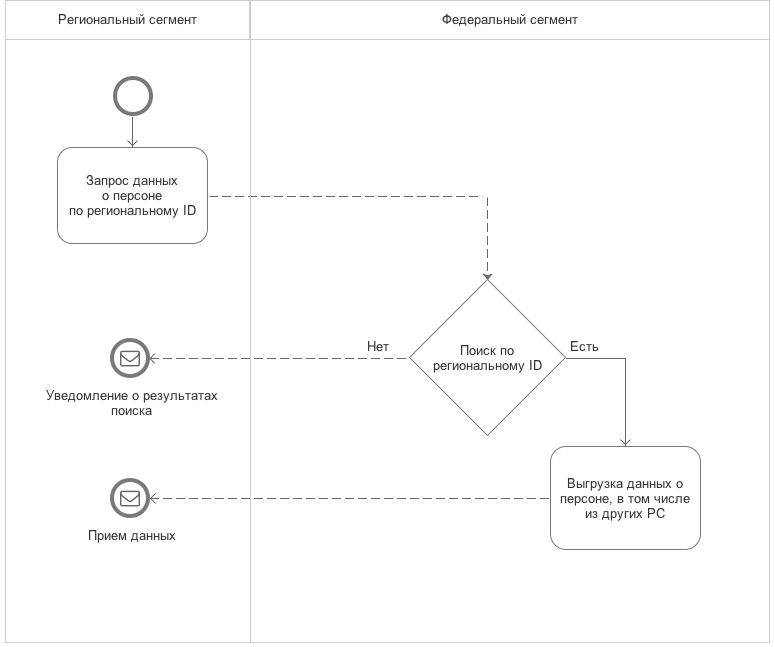 Региональный сегмент
Федеральный сегмент
Запрос данных
о персоне
по региональному ID
Нет
Поиск по
региональному ID
Есть
Уведомление о результатах
поиска
Выгрузка данных о
персоне, в том числе
из других РС
Прием данных